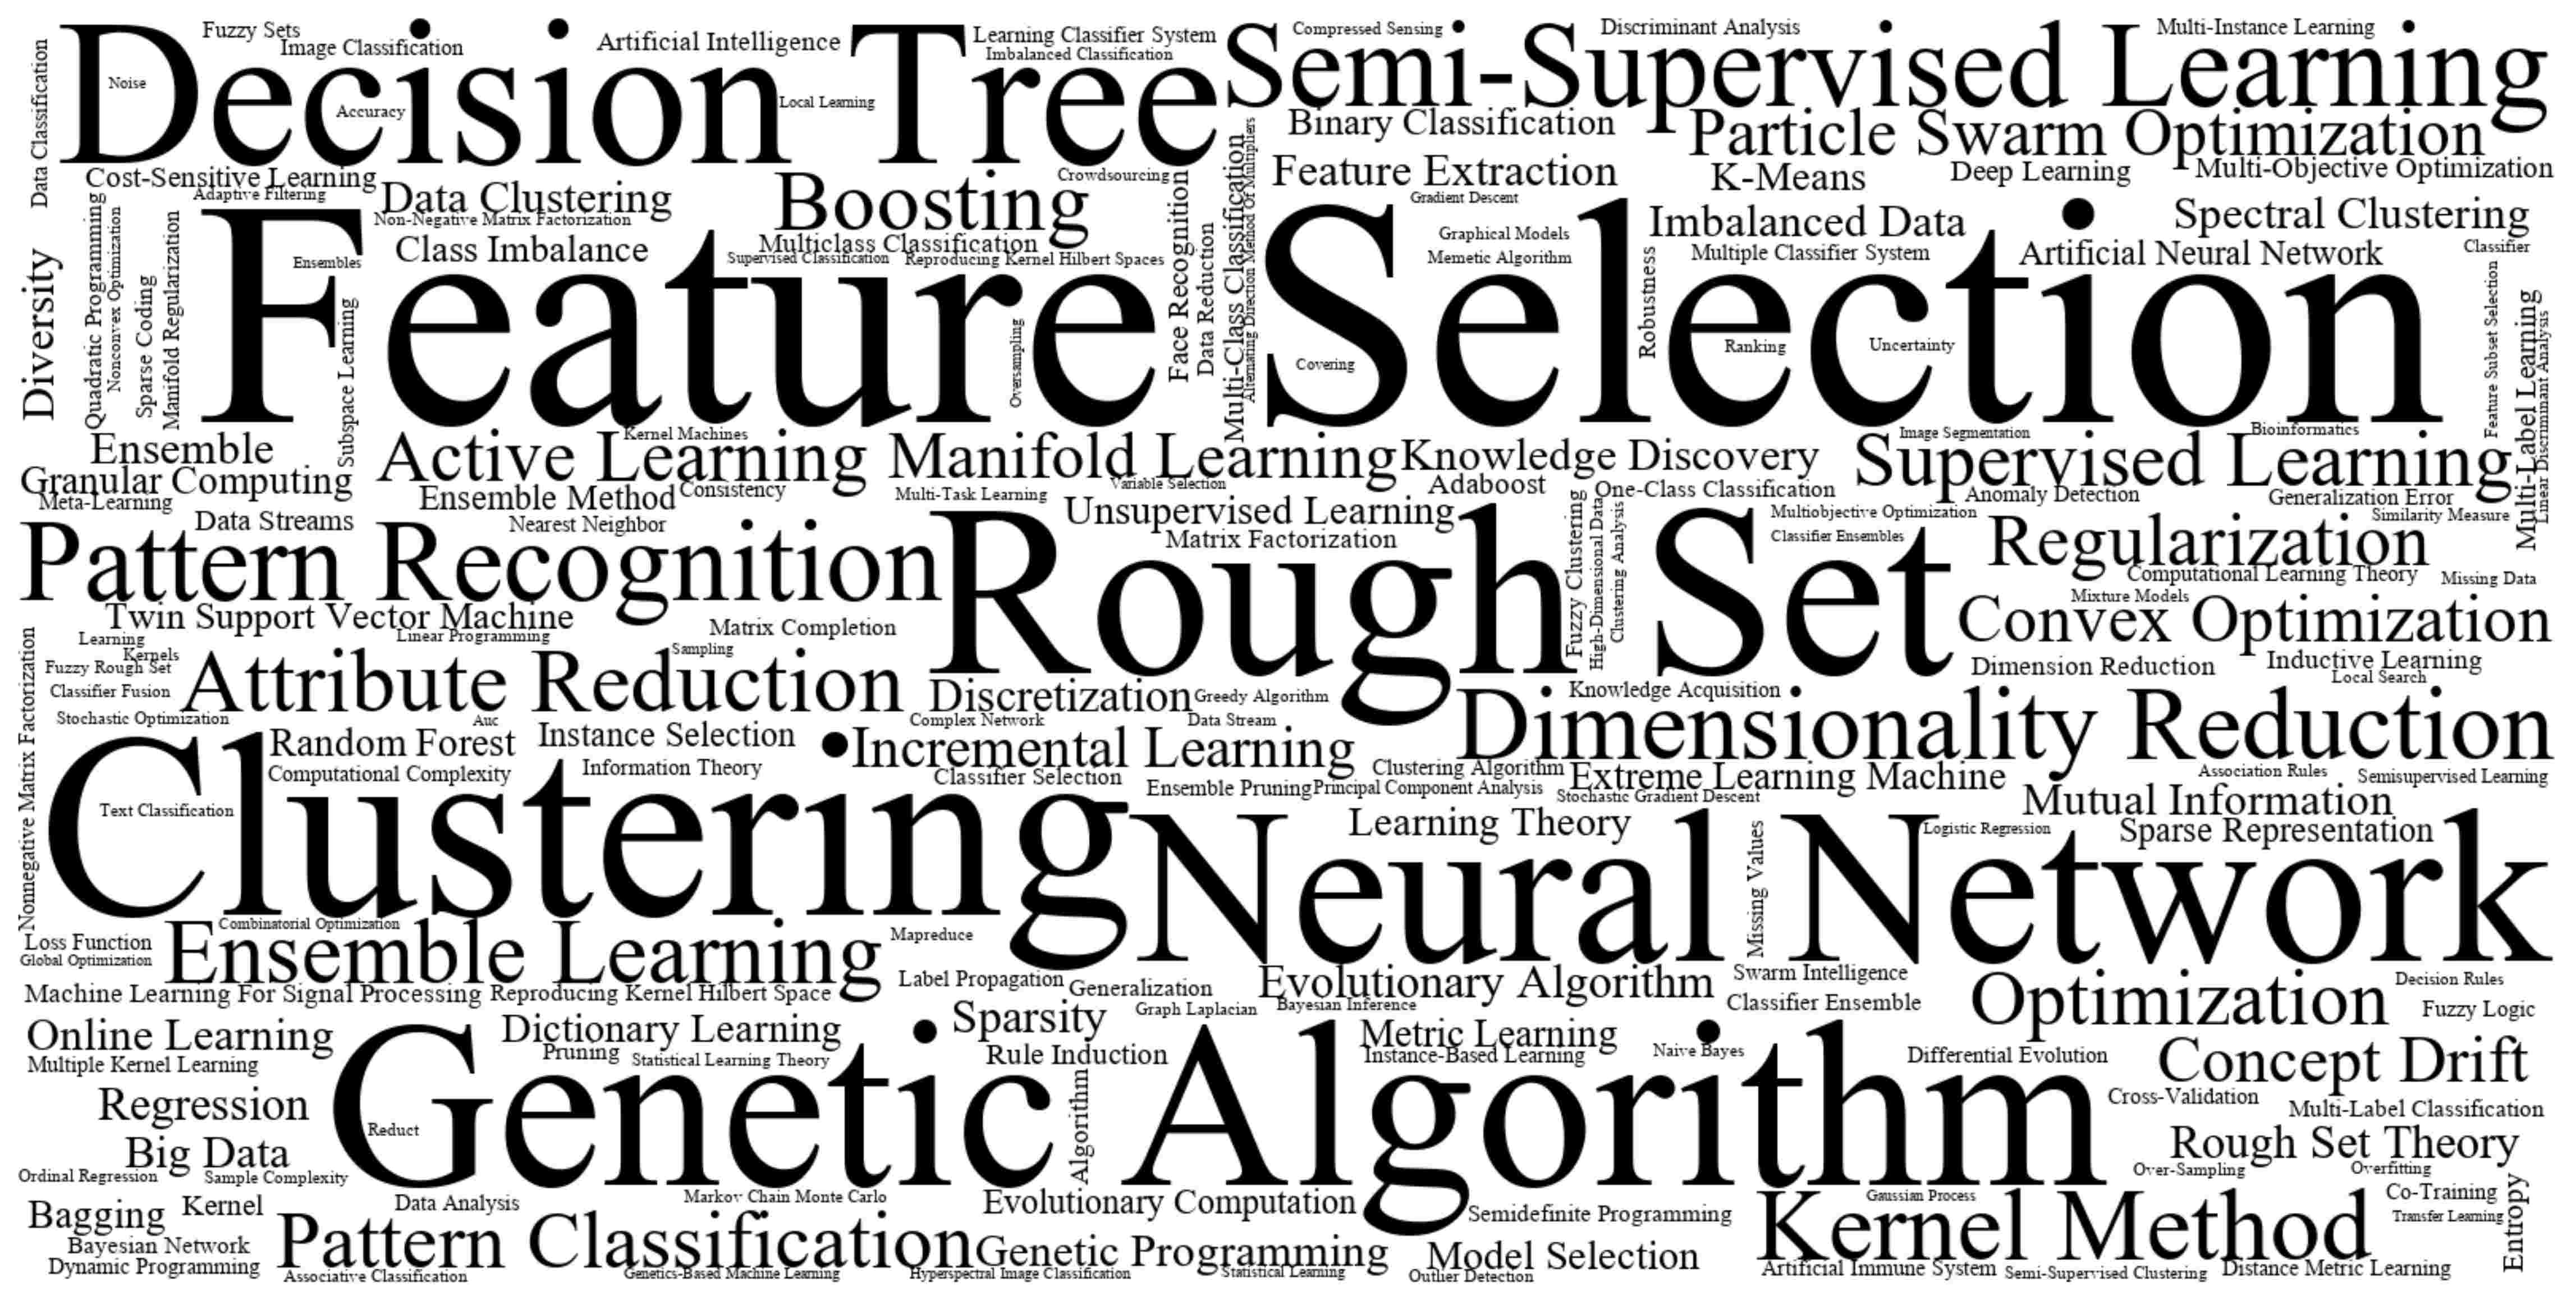 Decision Tree
Semi-Supervised Learning
Fuzzy Sets
Image Classification
Artificial Intelligence
Learning Classifier System
Imbalanced Classification
Compressed Sensing
Discriminant Analysis
Multi-Instance Learning
Data Classification
Noise
Accuracy
Local Learning
Binary Classification
Particle Swarm Optimization
Cost-Sensitive Learning
Adaptive Filtering
Data Clustering
Non-Negative Matrix Factorization
Class Imbalance
Boosting
Crowdsourcing
Multiclass Classification
Supervised Classification
Reproducing Kernel Hilbert Spaces
Face Recognition
Data Reduction
Multi-Class Classification
Alternating Direction Method Of Multipliers
Feature Extraction
K-Means
Deep Learning
Multi-Objective Optimization
Gradient Descent
Graphical Models
Memetic Algorithm
Imbalanced Data
Multiple Classifier System
Spectral Clustering
Artificial Neural Network
Classifier
Feature Selection
Diversity
Quadratic Programming
Nonconvex Optimization
Sparse Coding
Manifold Regularization
Ensembles
Subspace Learning
Oversampling
Covering
Robustness
Ranking
Uncertainty
Feature Subset Selection
Multi-Label Learning
Linear Discriminant Analysis
Ensemble
Granular Computing
Meta-Learning
Active Learning
Kernel Machines
Manifold Learning
Knowledge Discovery
Supervised Learning
Image Segmentation
Bioinformatics
Ensemble Method
Consistency
Multi-Task Learning
Variable Selection
Adaboost
One-Class Classification
Anomaly Detection
Generalization Error
Similarity Measure
Data Streams
Nearest Neighbor
Unsupervised Learning
Matrix Factorization
Multiobjective Optimization
Classifier Ensembles
Pattern Recognition
Rough Set
Fuzzy Clustering
High-Dimensional Data
Clustering Analysis
Regularization
Computational Learning Theory
Missing Data
Mixture Models
Convex Optimization
Twin Support Vector Machine
Learning
Kernels
Linear Programming
Matrix Completion
Sampling
Fuzzy Rough Set
Classifier Fusion
Stochastic Optimization
Attribute Reduction
Auc
Discretization
Greedy Algorithm
Complex Network
Data Stream
Knowledge Acquisition
Dimension Reduction
Inductive Learning
Local Search
Dimensionality Reduction
Nonnegative Matrix Factorization
Random Forest
Instance Selection
Computational Complexity
Information Theory
Incremental Learning
Classifier Selection
Clustering Algorithm
Ensemble Pruning
Principal Component Analysis
Extreme Learning Machine
Stochastic Gradient Descent
Association Rules
Semisupervised Learning
Mutual Information
Clustering
Text Classification
Learning Theory
Neural Network
Missing Values
Logistic Regression
Sparse Representation
Combinatorial Optimization
Loss Function
Global Optimization
Ensemble Learning
Mapreduce
Label Propagation
Generalization
Evolutionary Algorithm
Swarm Intelligence
Classifier Ensemble
Optimization
Decision Rules
Fuzzy Logic
Machine Learning For Signal Processing
Reproducing Kernel Hilbert Space
Graph Laplacian
Bayesian Inference
Online Learning
Multiple Kernel Learning
Dictionary Learning
Pruning
Statistical Learning Theory
Sparsity
Rule Induction
Metric Learning
Instance-Based Learning
Naive Bayes
Differential Evolution
Concept Drift
Cross-Validation
Multi-Label Classification
Genetic Algorithm
Reduct
Algorithm
Regression
Big Data
Ordinal Regression
Sample Complexity
Rough Set Theory
Over-Sampling
Overfitting
Bagging
Kernel
Data Analysis
Markov Chain Monte Carlo
Evolutionary Computation
Semidefinite Programming
Gaussian Process
Co-Training
Transfer Learning
Entropy
Kernel Method
Bayesian Network
Dynamic Programming
Pattern Classification
Associative Classification
Genetics-Based Machine Learning
Genetic Programming
Hyperspectral Image Classification
Statistical Learning
Model Selection
Outlier Detection
Artificial Immune System
Semi-Supervised Clustering
Distance Metric Learning